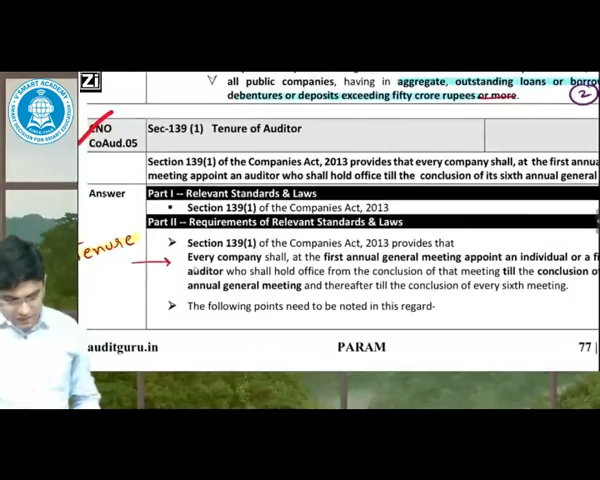 V'SMART ACADEMY
Zi
all public companies, having in aggregate, outstanding loans or borro
debentures or deposits exceeding fifty crore rupees or more.
2
CNO
CoAud.05
Sec-139 (1) Tenure of Auditor
Section 139(1) of the Companies Act, 2013 provides that every company shall, at the first annua
meeting appoint an auditor who shall hold office till the conclusion of its sixth annual general
Answer
Part I -- Relevant Standards & Laws
Section 139(1) of the Companies Act, 2013
Part II -- Requirements of Relevant Standards & Laws
Tenure
Section 139(1) of the Companies Act, 2013 provides that
Every company shall, at the first annual general meeting appoint an individual or a fi
auditor who shall hold office from the conclusion of that meeting till the conclusion o
annual general meeting and thereafter till the conclusion of every sixth meeting.
The following points need to be noted in this regard-
auditguru.in
PARAM
77|